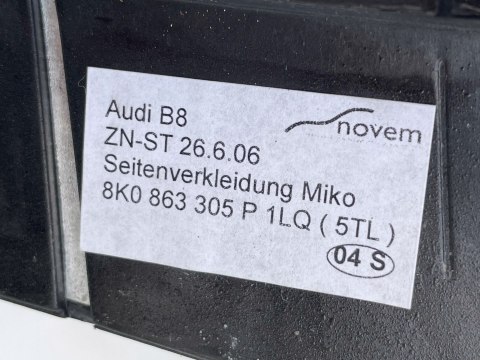 novem
Audi B8
ZN-ST 26.6.06
Seitenverkleidung Miko
8K0 863 305 P 1LQ ( 5TL )
04 S